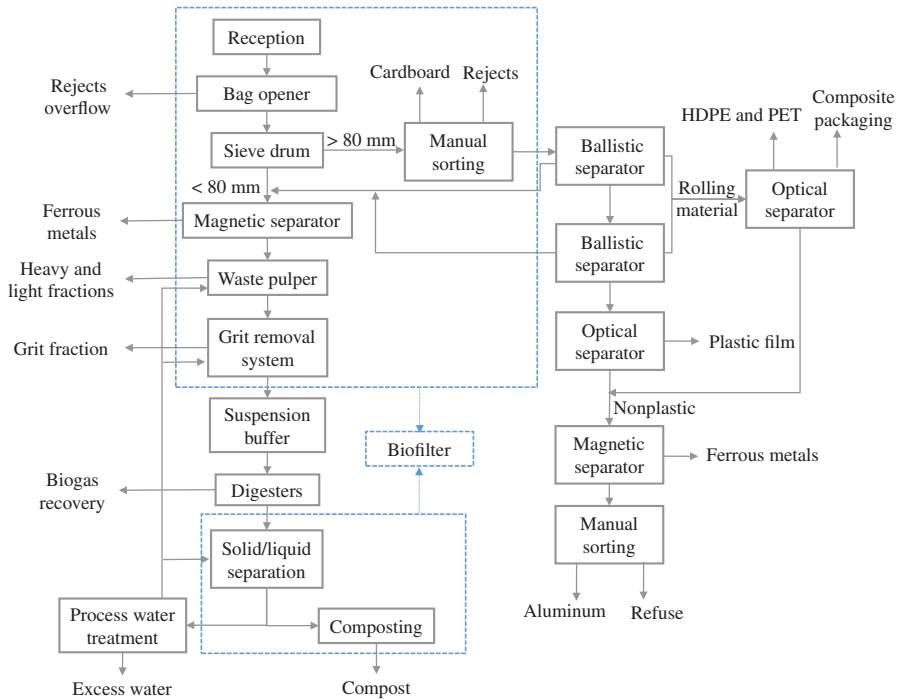 Reception
Cardboard
Rejects
Rejects
overflow
Bag opener
HDPE and PET
Composite
packaging
Sieve drum
> 80 mm
Manual
sorting
Ballistic
separator
< 80 mm
Rolling
material
Optical
separator
Ferrous
metals
Magnetic separator
Ballistic
separator
Heavy and
light fractions
Waste pulper
Grit fraction
Grit removal
system
Optical
separator
Plastic film
Suspension
buffer
Nonplastic
Biofilter
Magnetic
separator
Ferrous metals
Biogas
recovery
Digesters
Solid/liquid
separation
Manual
sorting
Process water
treatment
Composting
Aluminum
Refuse
Excess water
Compost